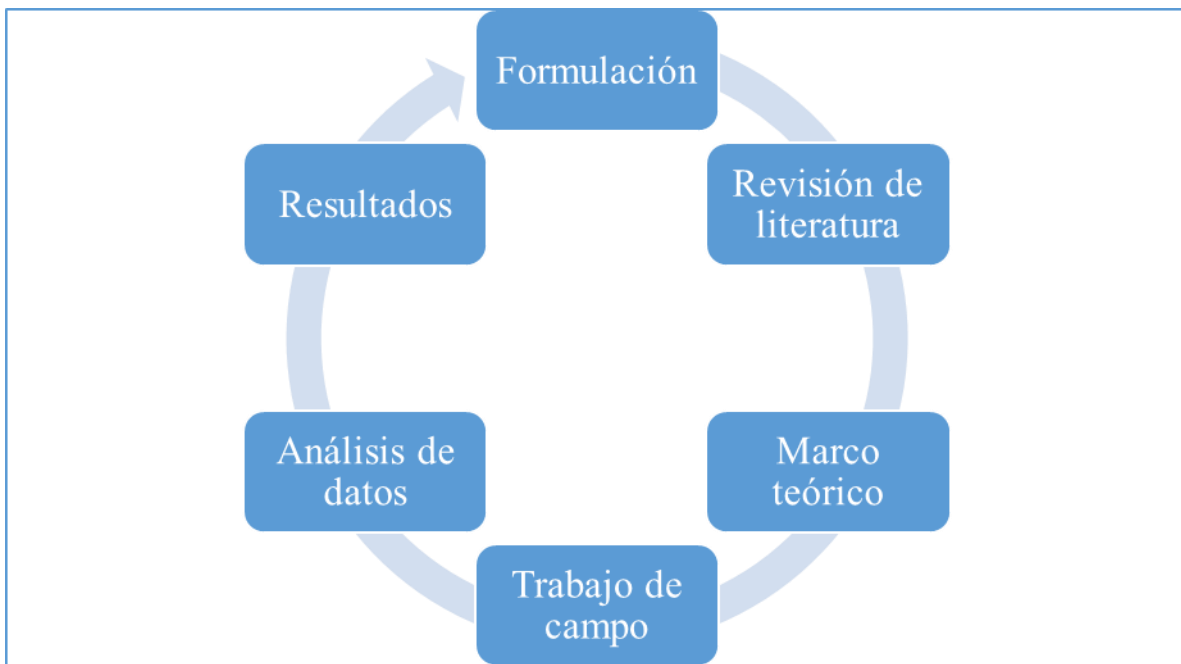 Formulación
Revisión de
literatura
Marco
teórico
Trabajo de
campo
Análisis de
datos
Resultados